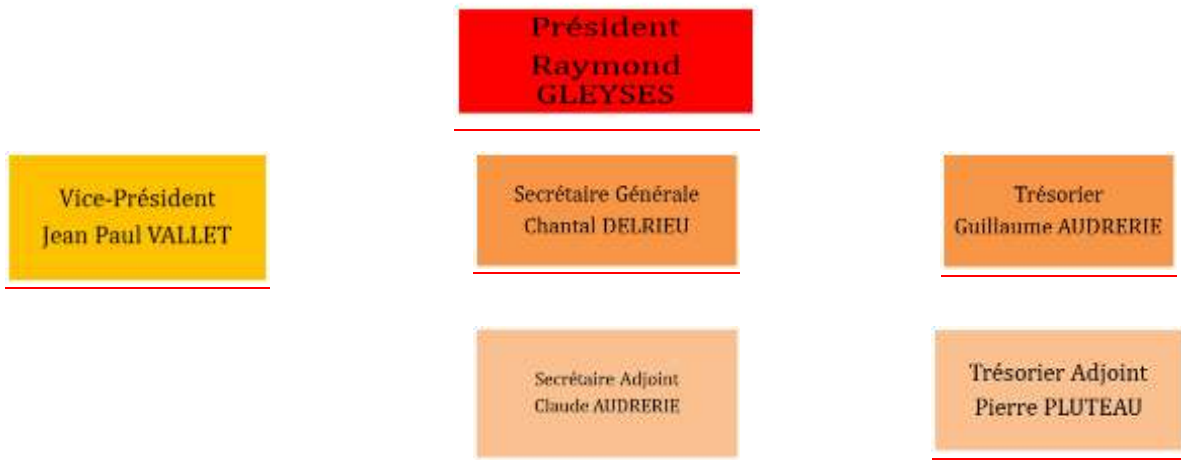 Président
Raymond
GLEYSES
Vice-Président
Jean Paul VALLET
Secrétaire Générale
Chantal DELRIEU
Trésorier
Guillaume AUDRERIE
Secrétaire Adjoint
Claude AUDRERIE
Trésorier Adjoint
Pierre PLUTEAU